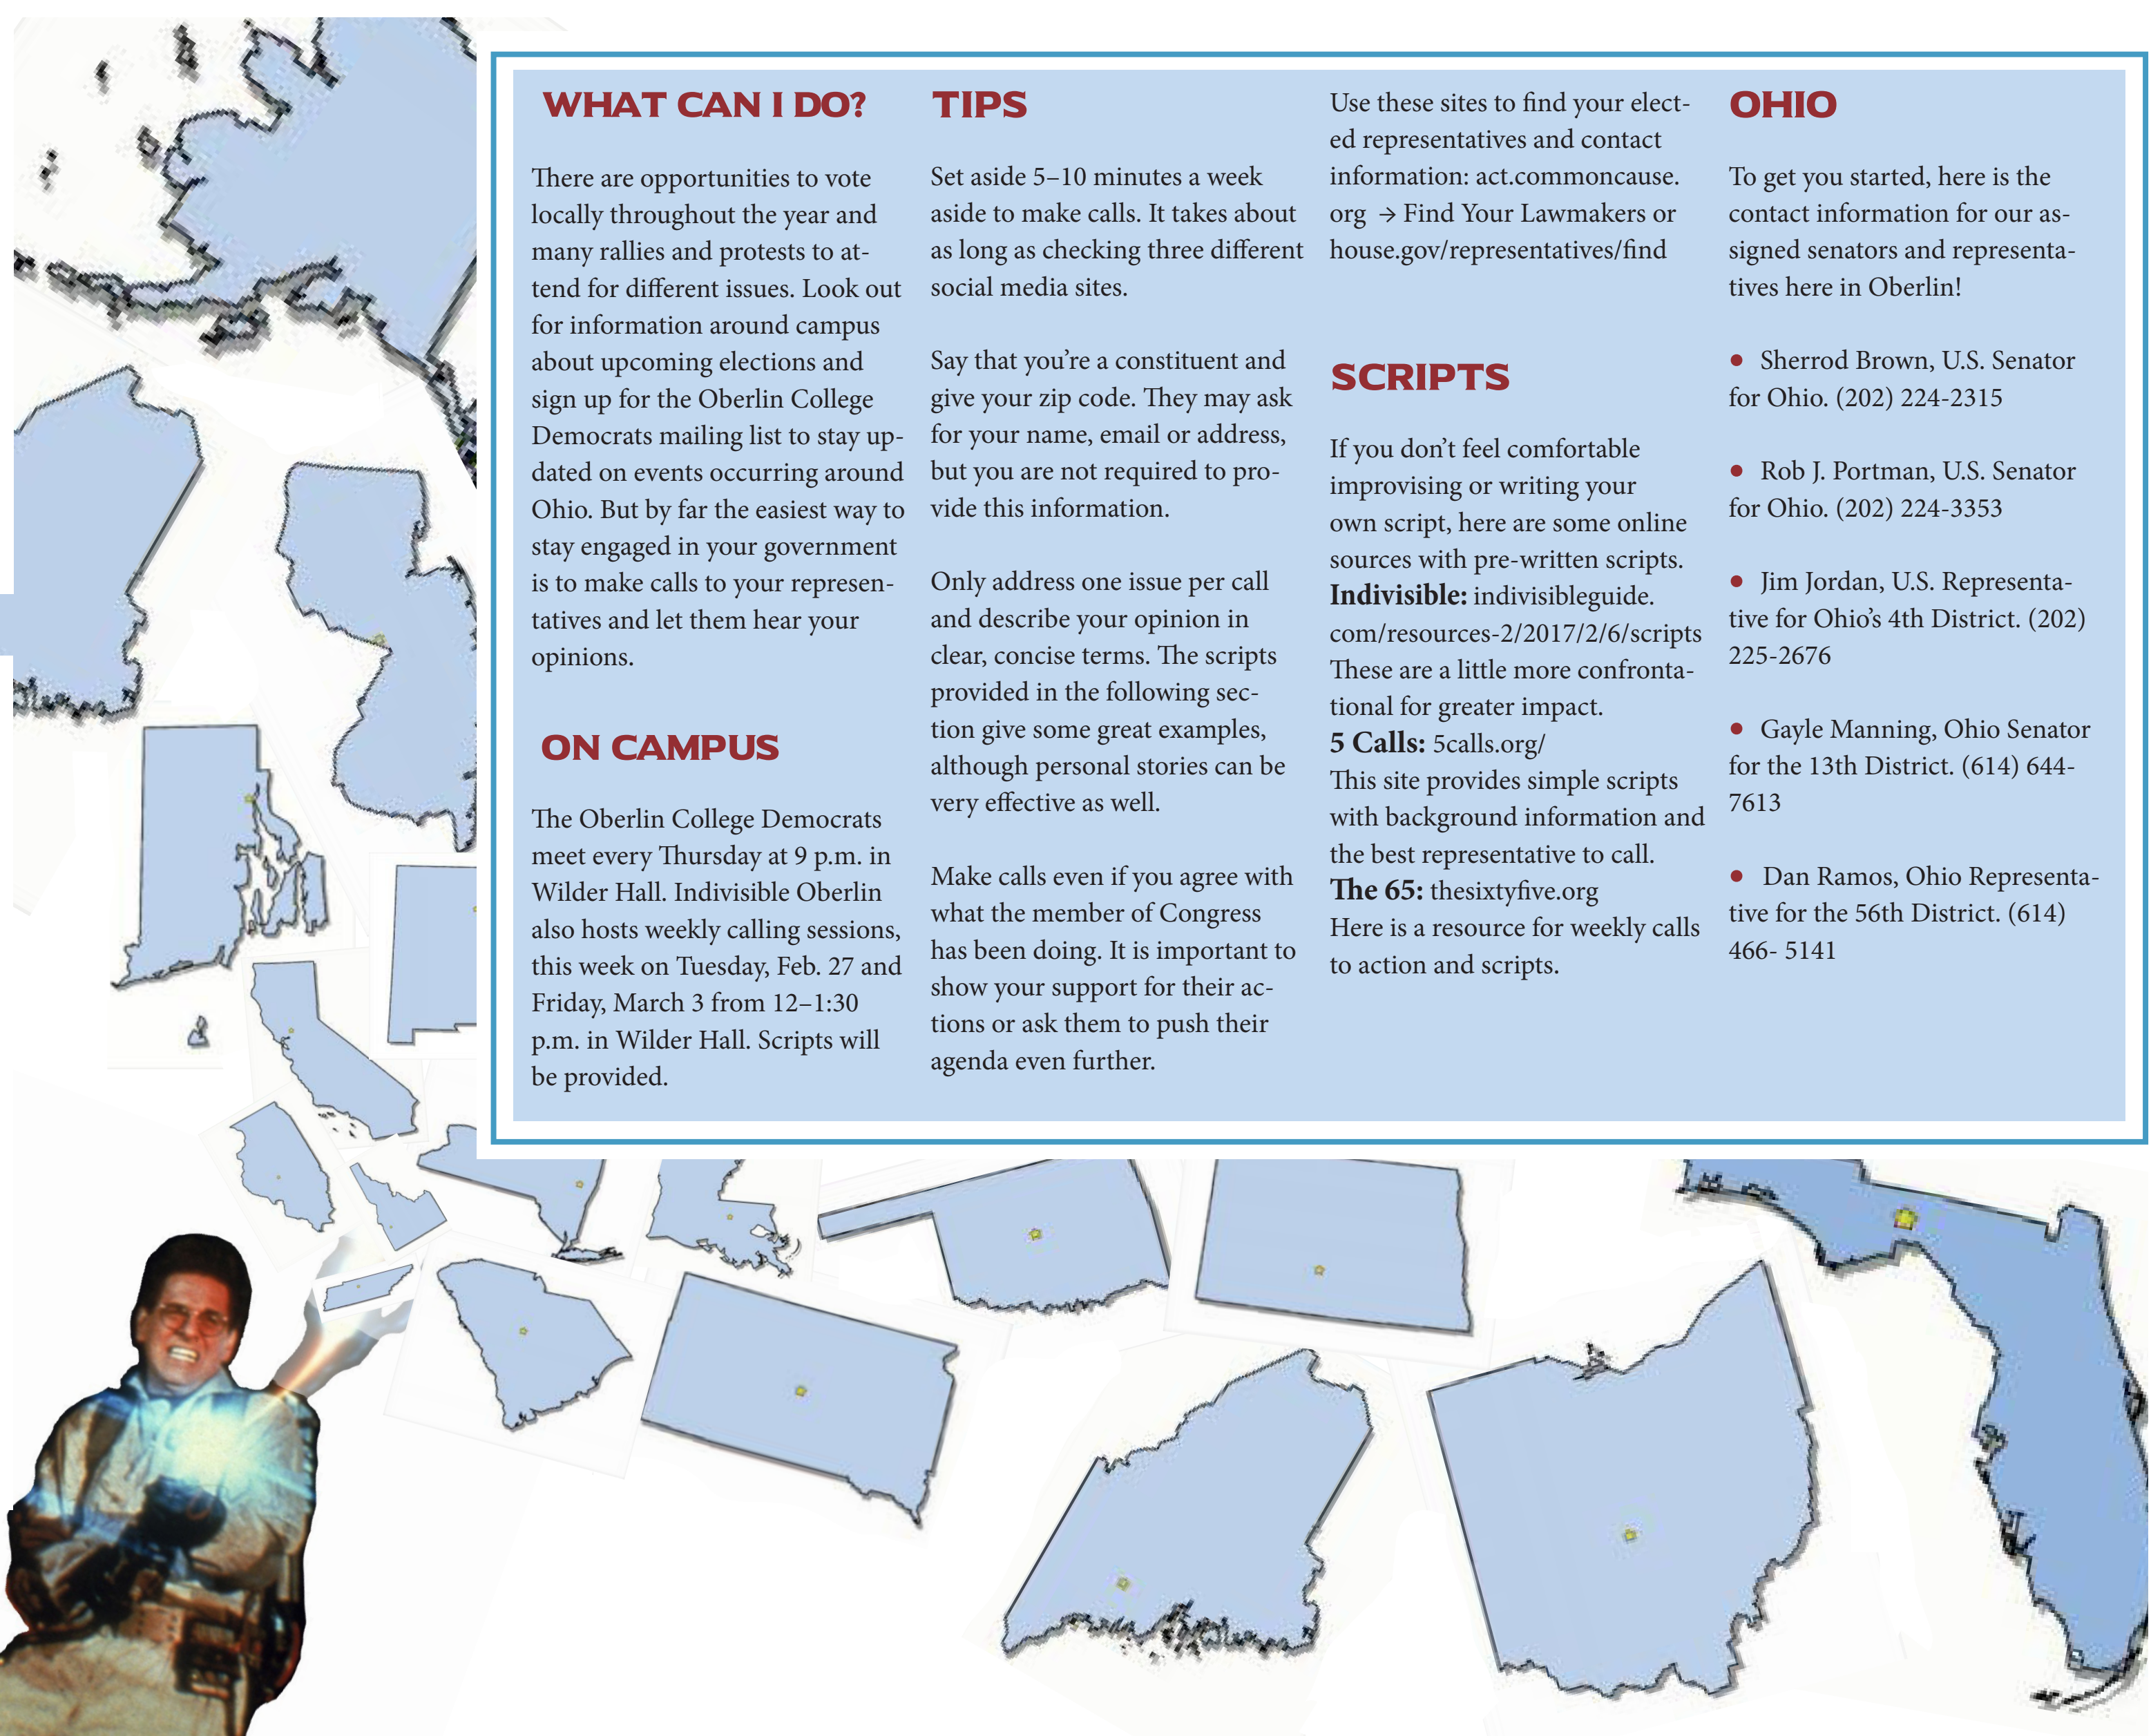 WHAT CAN I DO?
There are opportunities to vote
locally throughout the year and
many rallies and protests to at-
tend for different issues. Look out
for information around campus
about upcoming elections and
sign up for the Oberlin College
Democrats mailing list to stay up-
dated on events occurring around
Ohio. But by far the easiest way to
stay engaged in your government
is to make calls to your represen-
tatives and let them hear your
opinions.
ON CAMPUS
The Oberlin College Democrats
meet every Thursday at 9 p.m. in
Wilder Hall. Indivisible Oberlin
also hosts weekly calling sessions,
this week on Tuesday, Feb. 27 and
Friday, March 3 from 12–1:30
p.m. in Wilder Hall. Scripts will
be provided.
TIPS
Set aside 5–10 minutes a week
aside to make calls. It takes about
as long as checking three different
social media sites.
Say that you're a constituent and
give your zip code. They may ask
for your name, email or address,
but you are not required to pro-
vide this information.
Only address one issue per call
and describe your opinion in
clear, concise terms. The scripts
provided in the following sec-
tion give some great examples,
although personal stories can be
very effective as well.
Make calls even if you agree with
what the member of Congress
has been doing. It is important to
show your support for their ac-
tions or ask them to push their
agenda even further.
Use these sites to find your elect-
ed representatives and contact
information: act.commoncause.
org → Find Your Lawmakers or
house.gov/representatives/find
SCRIPTS
If you don't feel comfortable
improvising or writing your
own script, here are some online
sources with pre-written scripts.
Indivisible: indivisibleguide.
com/resources-2/2017/2/6/scripts
These are a little more confronta-
tional for greater impact.
5 Calls: 5calls.org/
This site provides simple scripts
with background information and
the best representative to call.
The 65: thesixtyfive.org
Here is a resource for weekly calls
to action and scripts.
OHIO
To get you started, here is the
contact information for our as-
signed senators and representa-
tives here in Oberlin!
• Sherrod Brown, U.S. Senator
for Ohio. (202) 224-2315
• Rob J. Portman, U.S. Senator
for Ohio. (202) 224-3353
• Jim Jordan, U.S. Representa-
tive for Ohio's 4th District. (202)
225-2676
• Gayle Manning, Ohio Senator
for the 13th District. (614) 644-
7613
• Dan Ramos, Ohio Representa-
tive for the 56th District. (614)
466- 5141